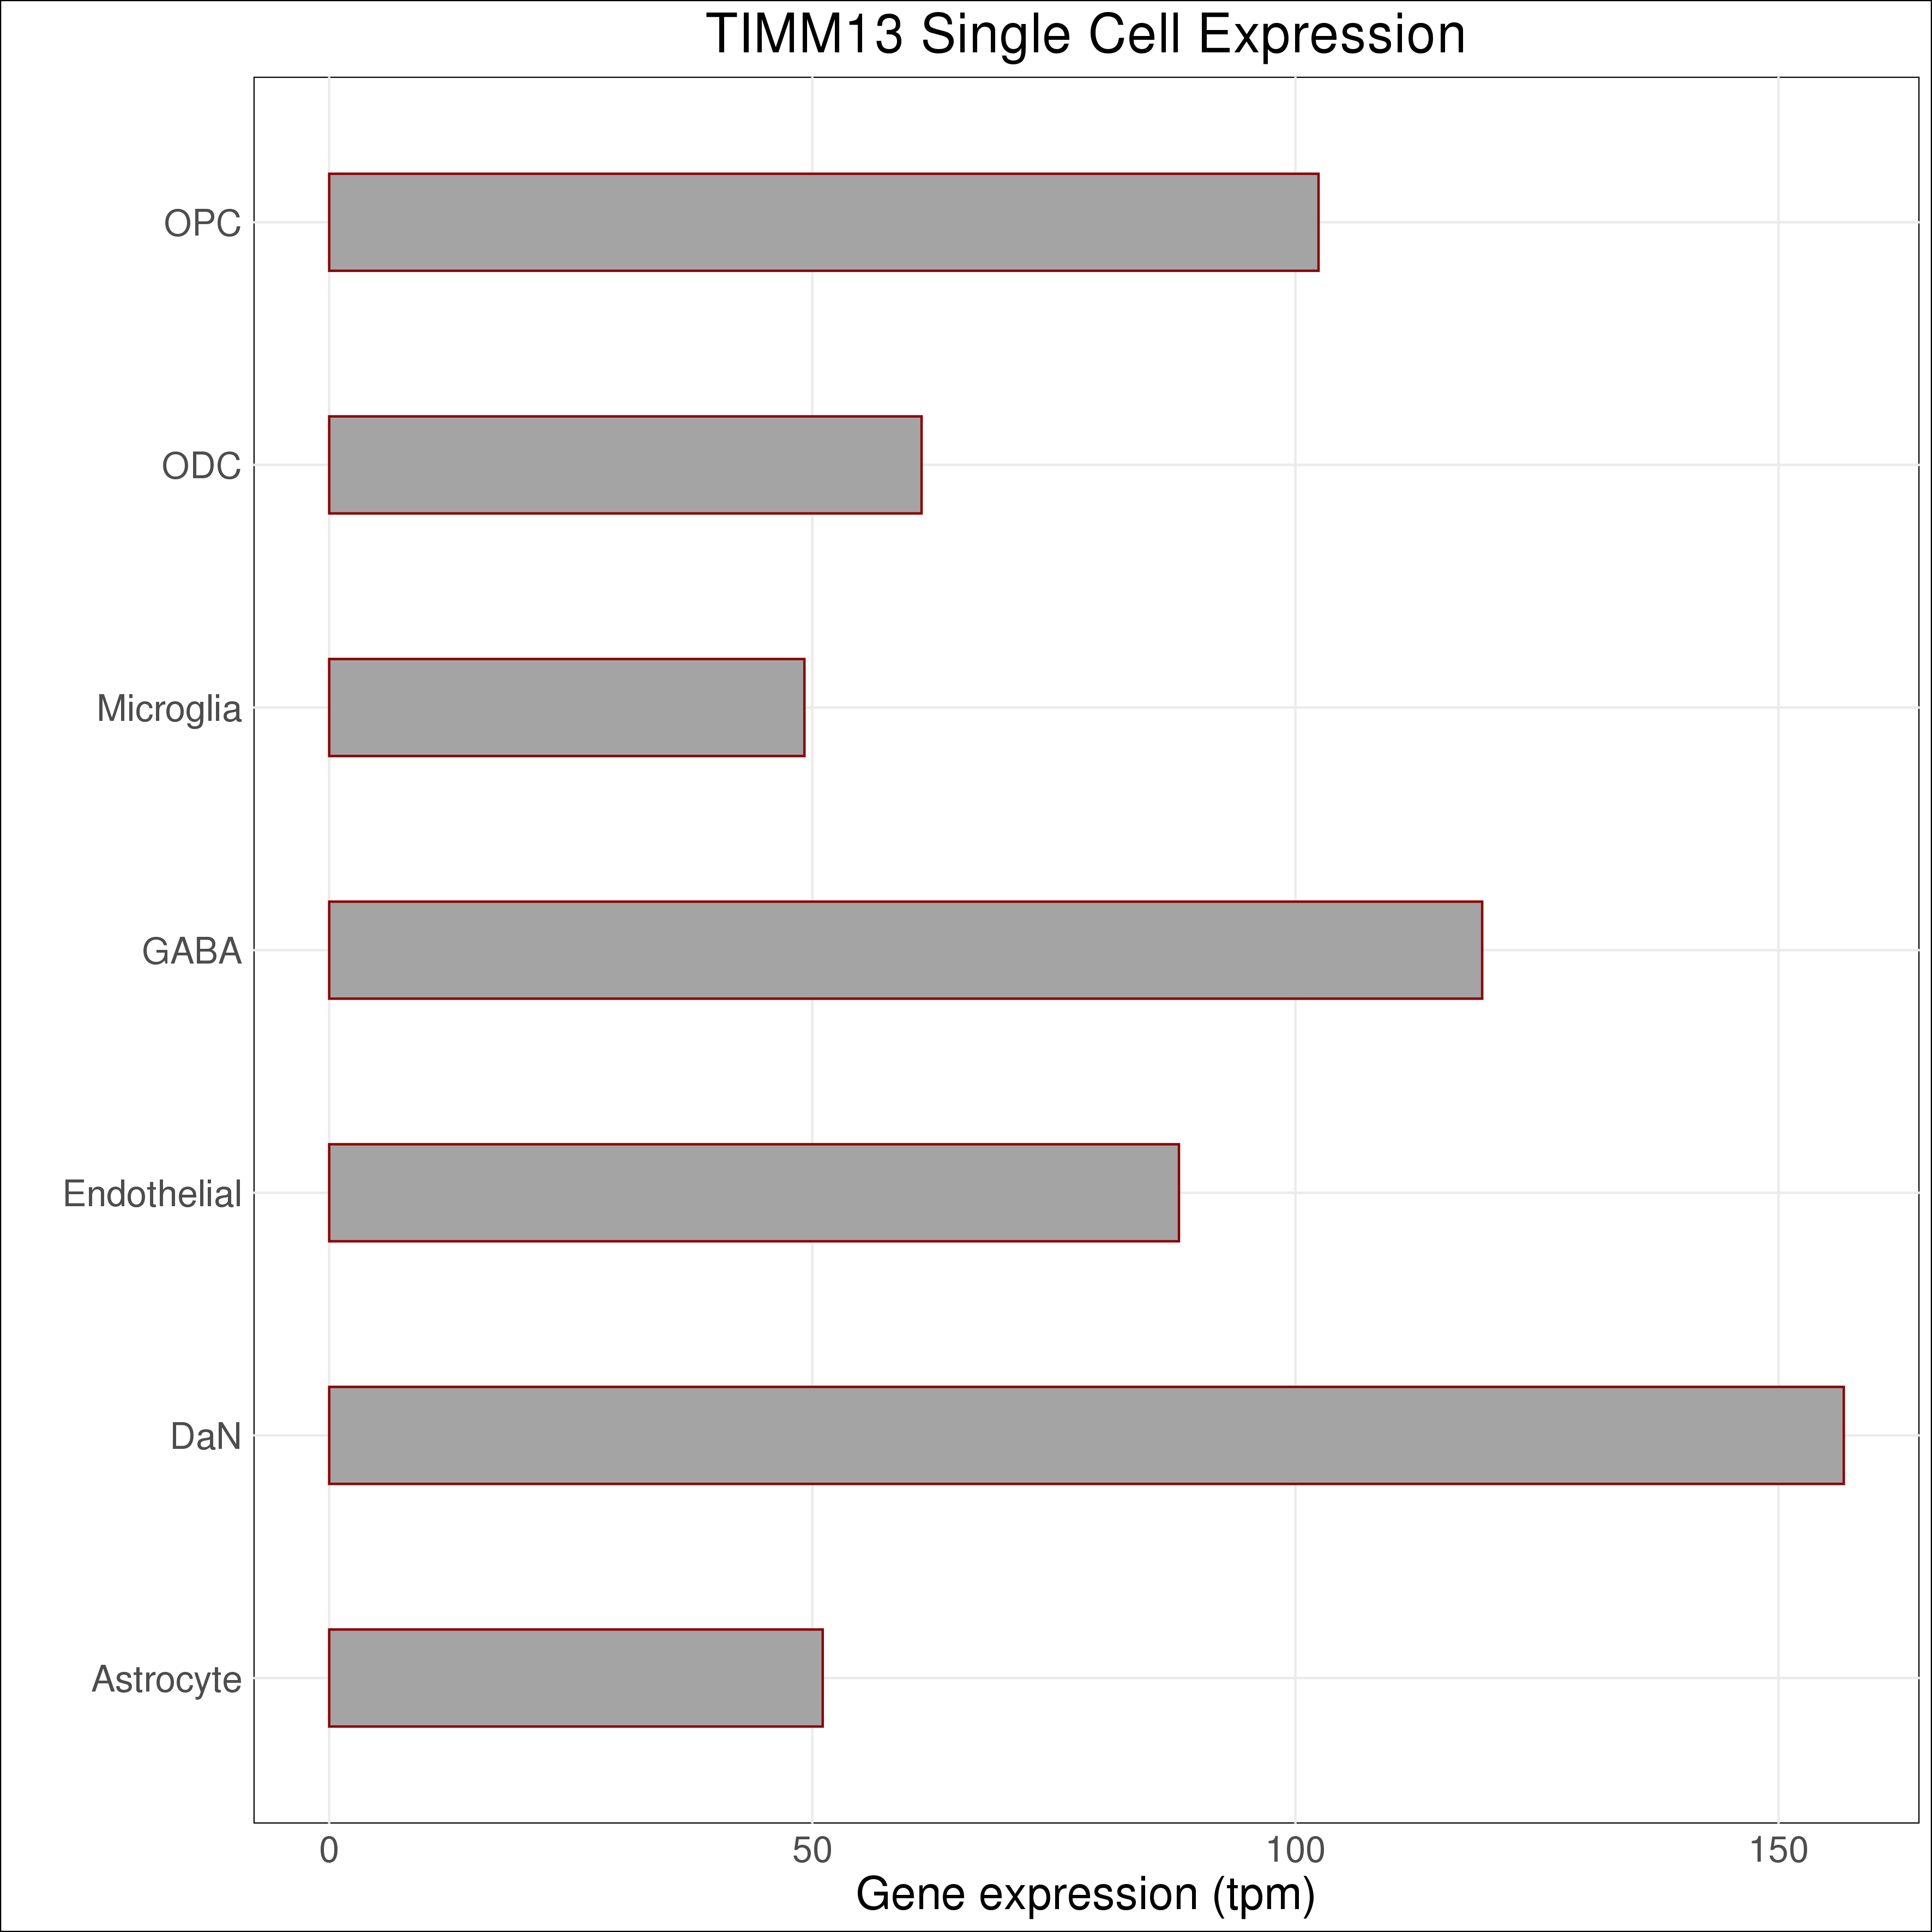 TIMM13 Single Cell Expression
OPC
ODC
Microglia
GABA
Endothelial
DaN
Astrocyte
0 50 100 150
Gene expression (tpm)